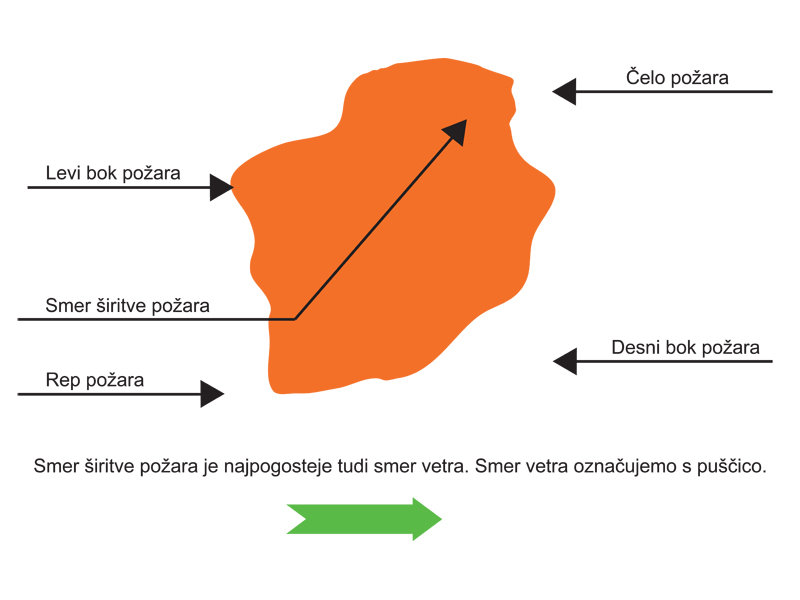 Čelo požara
Levi bok požara
Smer širitve požara
Desni bok požara
Rep požara
Smer širitve požara je najpogosteje tudi smer vetra. Smer vetra označujemo s puščico.